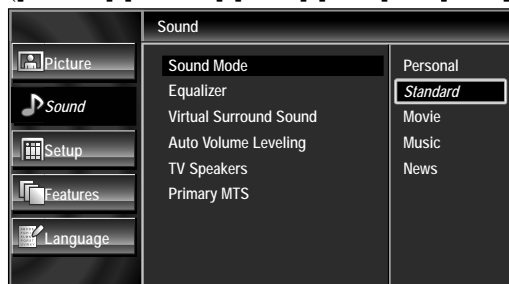 Sound
Picture
Sound
Setup
Features
Language
Sound Mode
Equalizer
Virtual Surround Sound
Auto Volume Leveling
TV Speakers
Primary MTS
Personal
Standard
Movie
Music
News